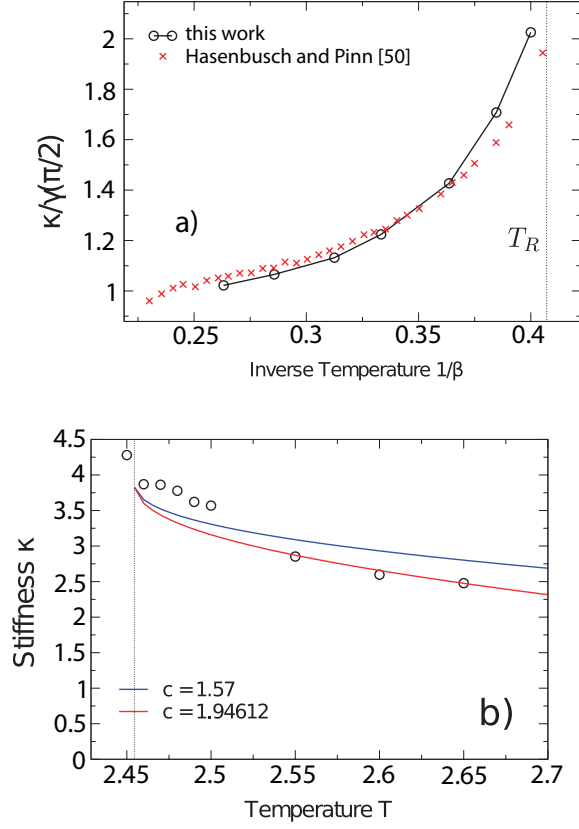 2
1.8
1.6
1.4
1.2
1
κ/γ(π/2)
this work
Hasenbusch and Pinn [50]
a)
T_R
0.25
0.3
0.35
0.4
Inverse Temperature 1/β
4.5
4
3.5
3
2.5
2
1.5
1
0.5
0
Stiffness κ
c = 1.57
c = 1.94612
b)
2.45
2.5
2.55
2.6
2.65
2.7
Temperature T